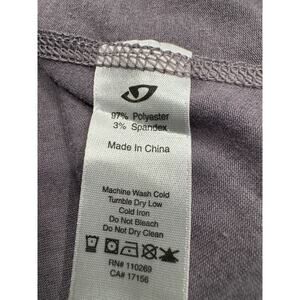 97% Polyester
3% Spandex
Made In China
Machine Wash Cold
Tumble Dry Low
Cold Iron
Do Not Bleach
Do Not Dry Clean
RN# 110269
CA# 17156